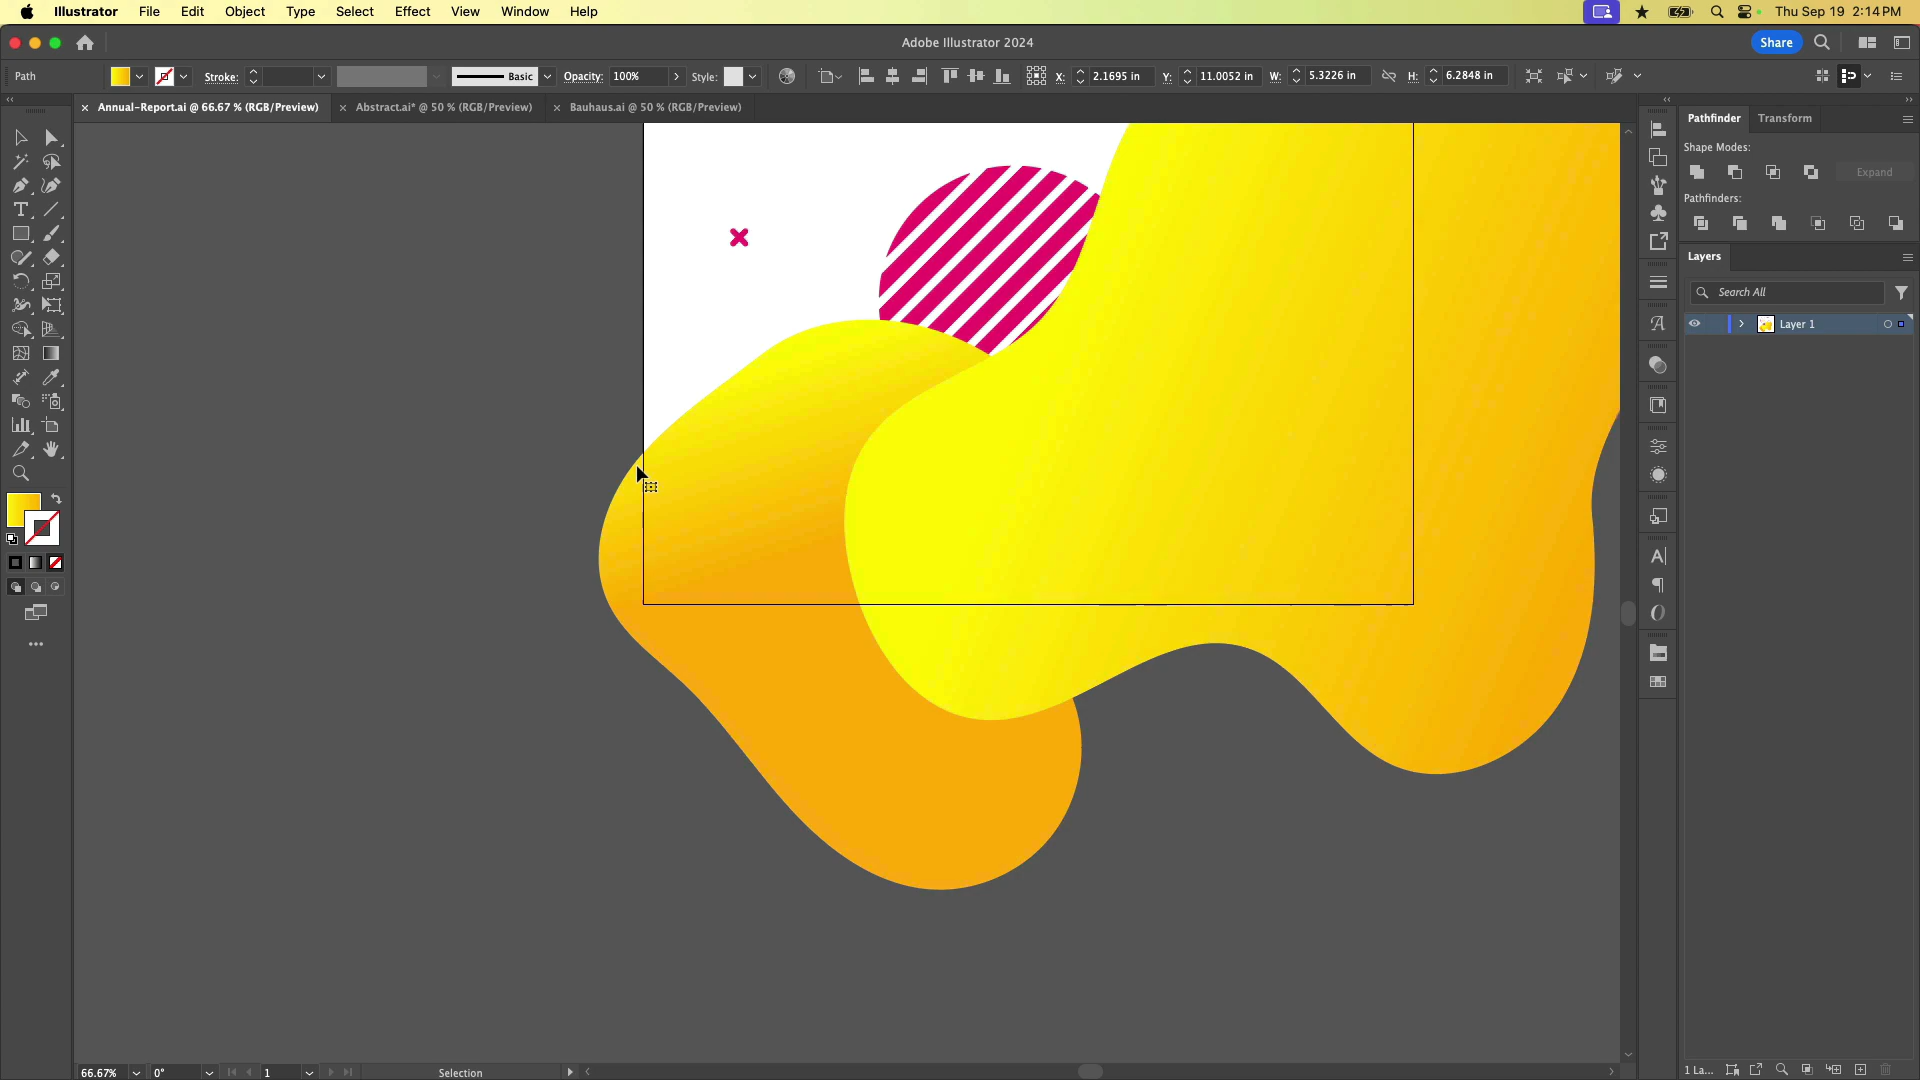 Illustrator File Edit Object Type Select Effect View Window Help Thu Sep 19 2:14 PM
Adobe Illustrator 2024 Share
Path Stroke: Basic Opacity: 100% Style: X: 2.1695 in Y: 11.0052 in W: 5.3226 in H: 6.2848 in
Annual-Report.ai @ 66.67 % (RGB/Preview) Abstract.ai* @ 50 % (RGB/Preview) Bauhaus.ai @ 50 % (RGB/Preview)
Pathfinder Transform
Shape Modes:
Expand
Pathfinders:
Layers
Search All
Layer 1
66.67% 0° 1 Selection
1 La...